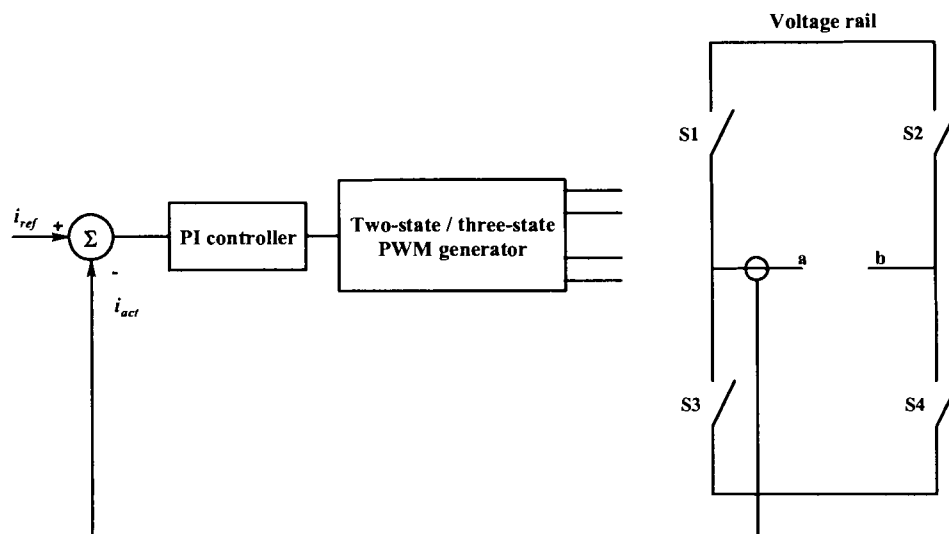 Voltage rail
S1
S2
i_ref
+
Σ
-
i_act
PI controller
Two-state / three-state
PWM generator
a
b
S3
S4